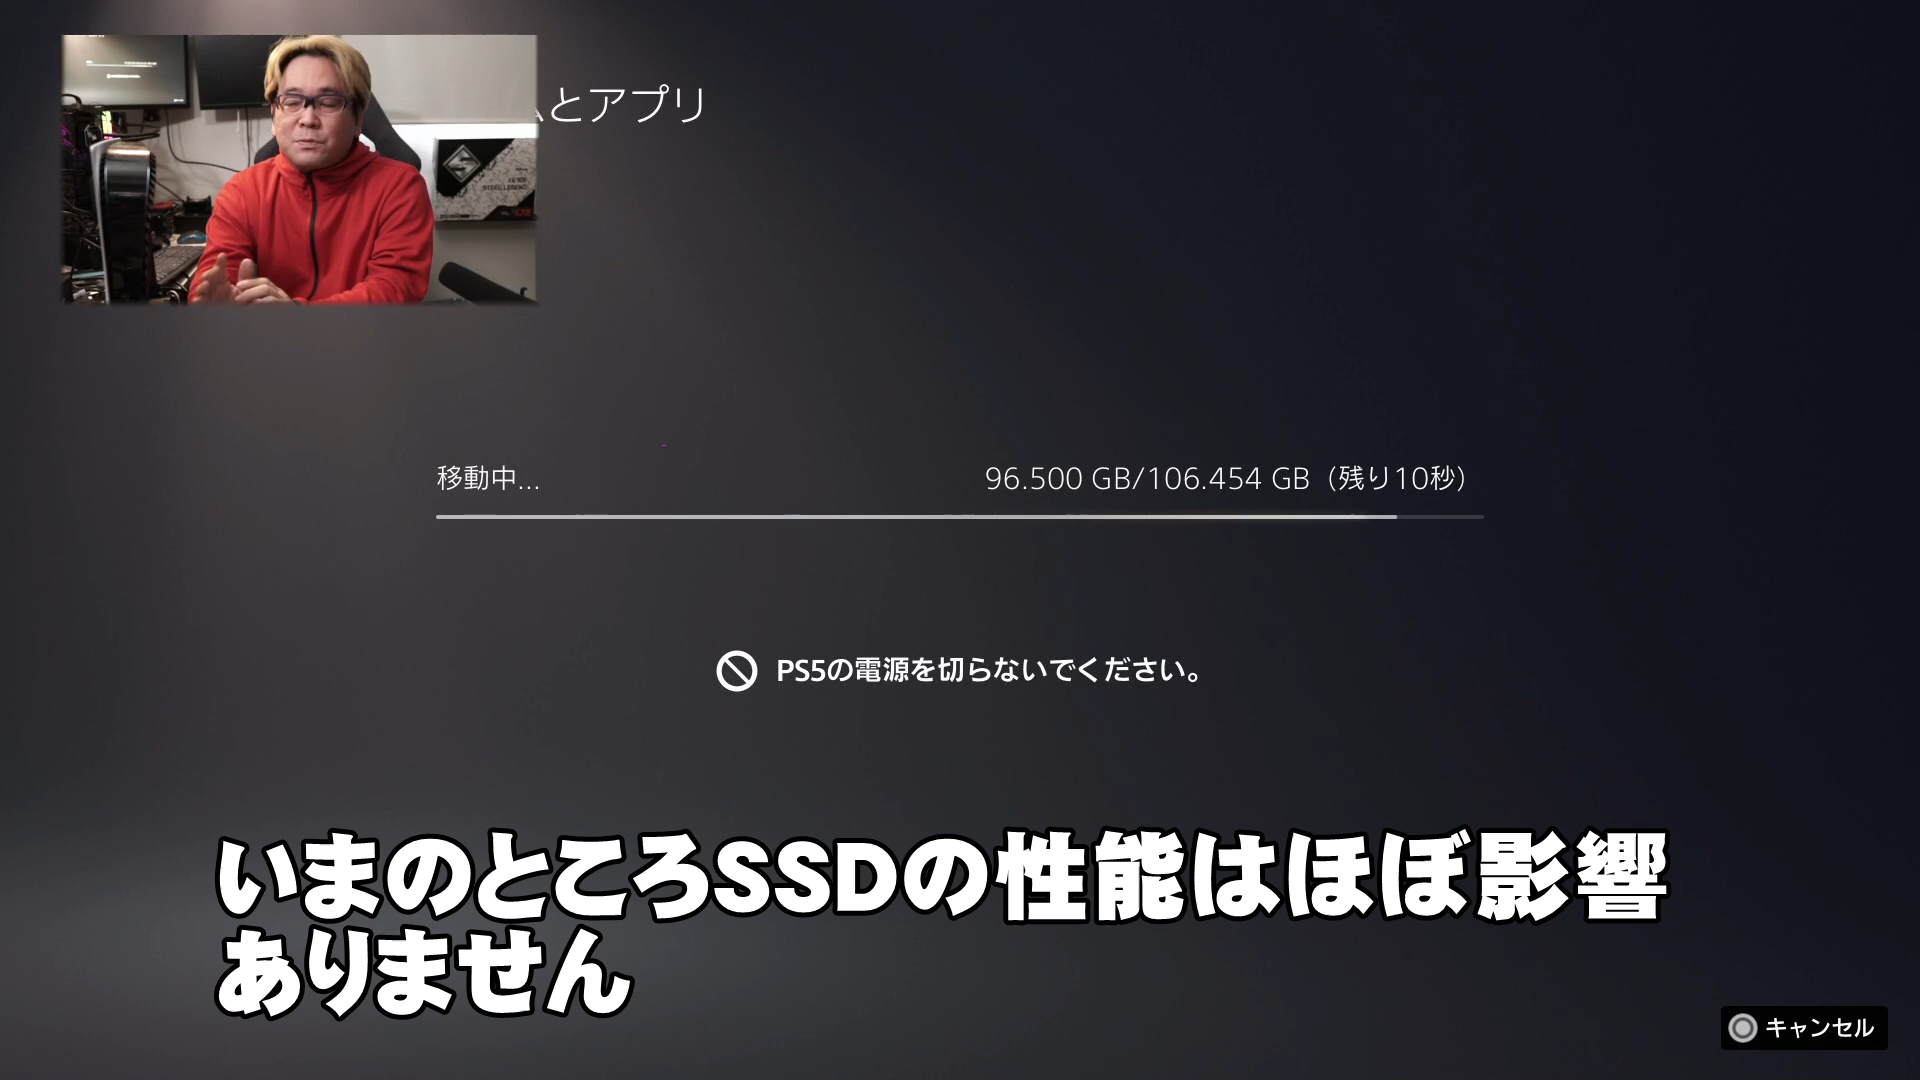 とアプリ
STEEL LEGEND
移動中...
96.500 GB/106.454 GB（残り10秒）
PS5の電源を切らないでください。
いまのところSSDの性能はほぼ影響
ありません
キャンセル